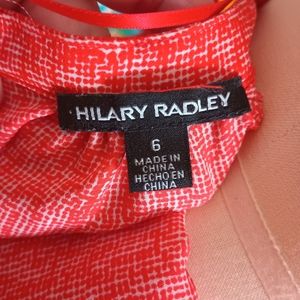 HILARY RADLEY
6
MADE IN
CHINA
HECHO EN
CHINA